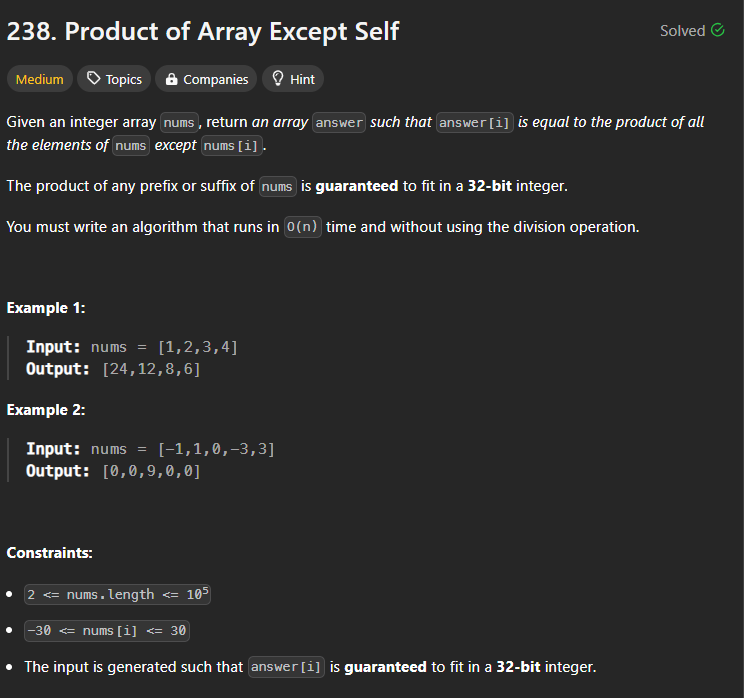 238. Product of Array Except Self
Solved
Medium Topics Companies Hint
Given an integer array nums, return an array answer such that answer[i] is equal to the product of all
the elements of nums except nums[i].
The product of any prefix or suffix of nums is guaranteed to fit in a 32-bit integer.
You must write an algorithm that runs in O(n) time and without using the division operation.
Example 1:
Input: nums = [1,2,3,4]
Output: [24,12,8,6]
Example 2:
Input: nums = [-1,1,0,-3,3]
Output: [0,0,9,0,0]
Constraints:
• 2 <= nums.length <= 10⁵
• -30 <= nums[i] <= 30
• The input is generated such that answer[i] is guaranteed to fit in a 32-bit integer.